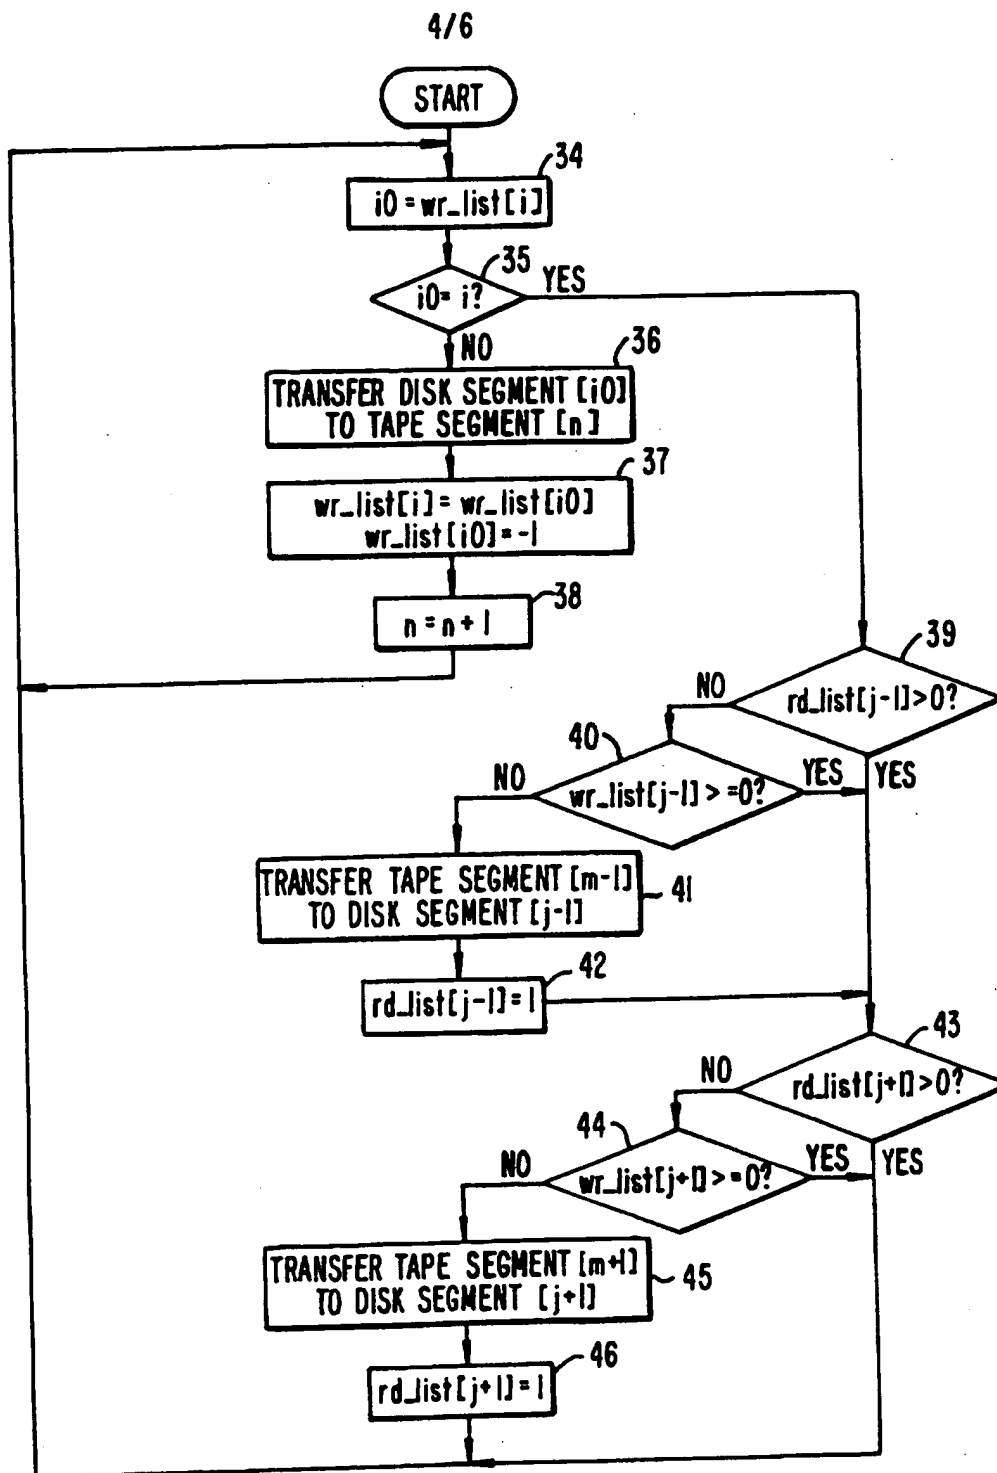 4/6
START
34
i0 = wr_list[i]
35
i0 = i?
YES
NO
36
TRANSFER DISK SEGMENT [i0]
TO TAPE SEGMENT [n]
37
wr_list[i] = wr_list[i0]
wr_list[i0] = -1
38
n = n + 1
39
rd_list[j-1] > 0?
NO
YES
40
wr_list[j-1] > =0?
YES
NO
TRANSFER TAPE SEGMENT [m-1]
TO DISK SEGMENT [j-1]
41
42
rd_list[j-1] = 1
43
rd_list[j+1] > 0?
NO
YES
44
wr_list[j+1] > =0?
YES
NO
TRANSFER TAPE SEGMENT [m+1]
TO DISK SEGMENT [j+1]
45
46
rd_list[j+1] = 1